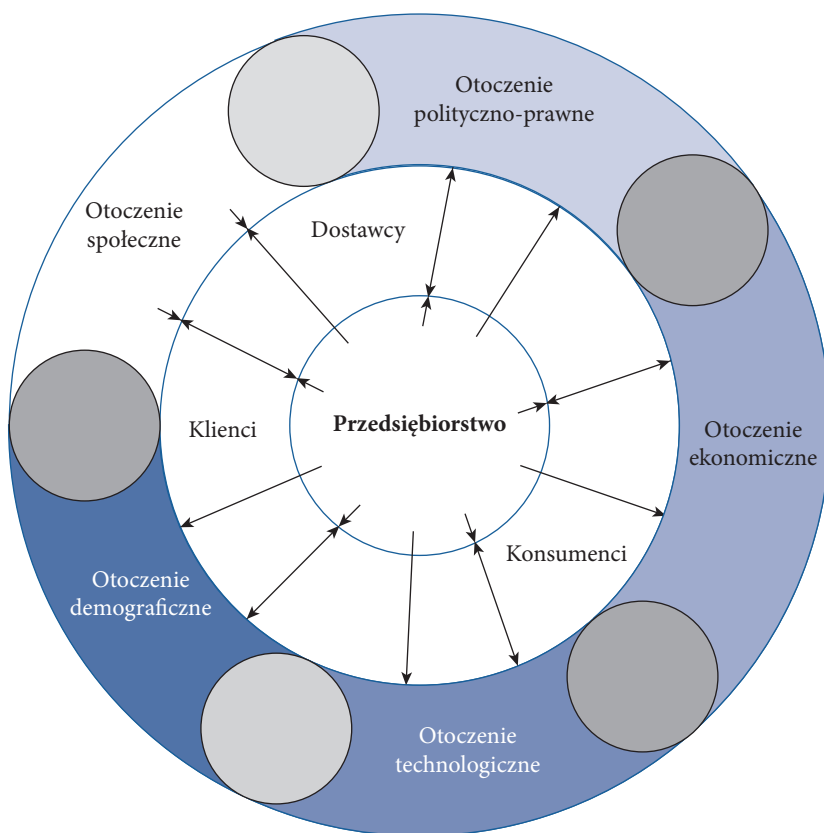 Otoczenie
polityczno-prawne
Otoczenie
społeczne
Dostawcy
Klienci
Przedsiębiorstwo
Otoczenie
ekonomiczne
Konsumenci
Otoczenie
demograficzne
Otoczenie
technologiczne